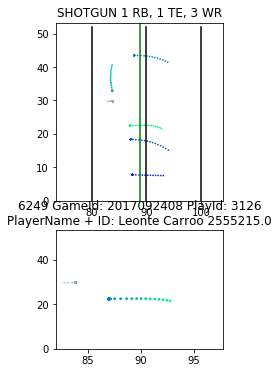 SHOTGUN 1 RB, 1 TE, 3 WR
50
40
30
20
10
0
80 90 100
6249 GameId: 2017092408 PlayId: 3126
PlayerName + ID: Leonte Carroo 2555215.0
40
20
0
85 90 95